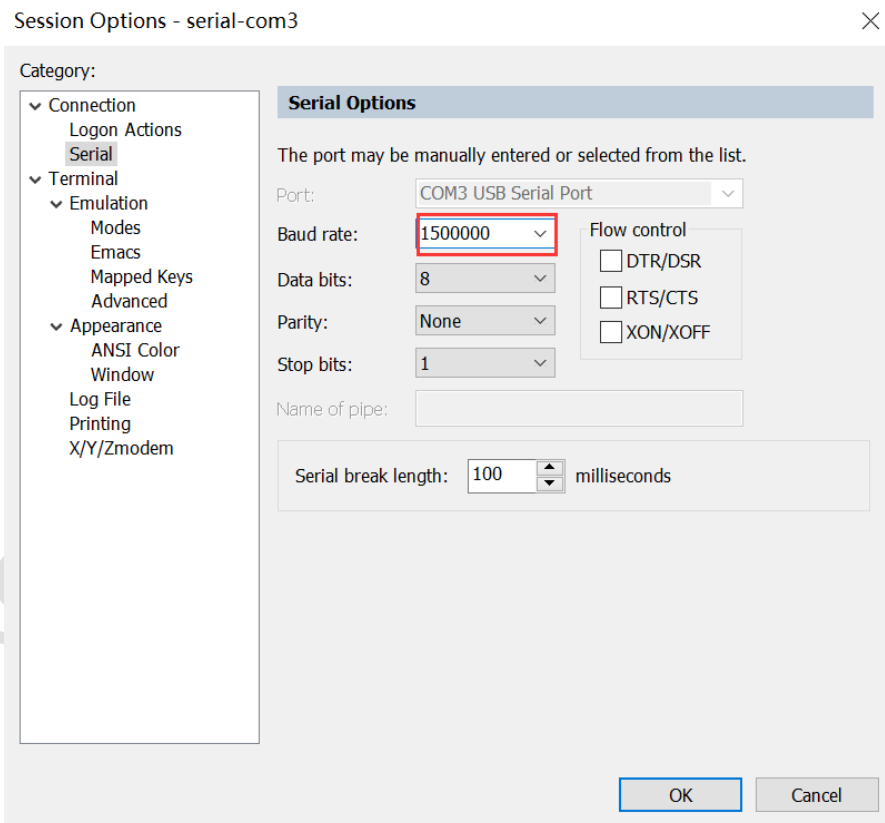 Session Options - serial-com3
Category:
Connection
Logon Actions
Serial
Terminal
Emulation
Modes
Emacs
Mapped Keys
Advanced
Appearance
ANSI Color
Window
Log File
Printing
X/Y/Zmodem
Serial Options
The port may be manually entered or selected from the list.
Port: COM3 USB Serial Port
Baud rate: 1500000
Data bits: 8
Parity: None
Stop bits: 1
Name of pipe:
Flow control
DTR/DSR
RTS/CTS
XON/XOFF
Serial break length: 100 milliseconds
OK Cancel